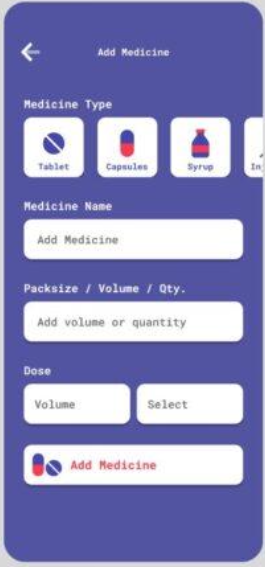 Add Medicine
Medicine Type
Tablet Capsules Syrup
Medicine Name
Add Medicine
Packsize / Volume / Qty.
Add volume or quantity
Dose
Volume Select
Add Medicine